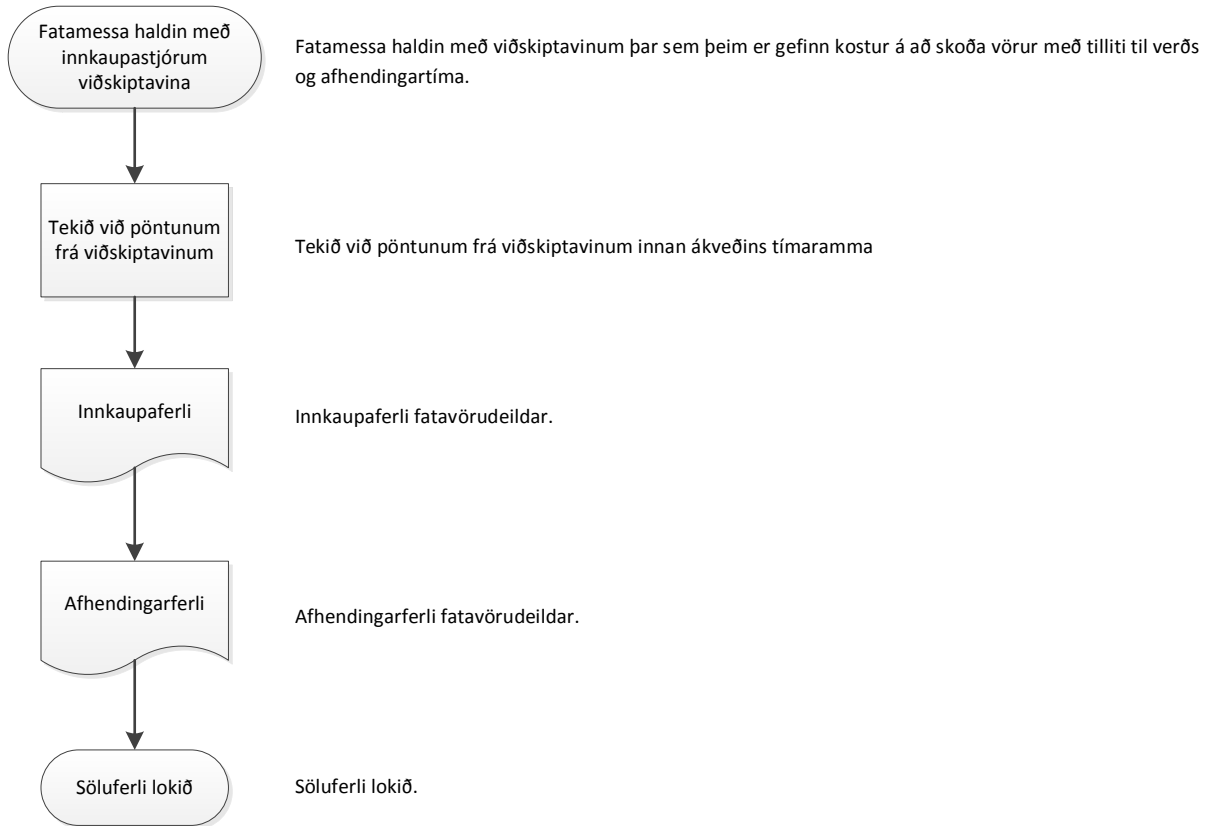 Fatamessa haldin með
innkaupastjórum
viðskiptavina
Fatamessa haldin með viðskiptavinum þar sem þeim er gefinn kostur á að skoða vörur með tilliti til verðs
og afhendingartíma.
Tekið við pöntunum
frá viðskiptavinum
Tekið við pöntunum frá viðskiptavinum innan ákveðins tímaramma
Innkaupaferli
Innkaupaferli fatavörudeildar.
Afhendingarferli
Afhendingarferli fatavörudeildar.
Söluferli lokið
Söluferli lokið.